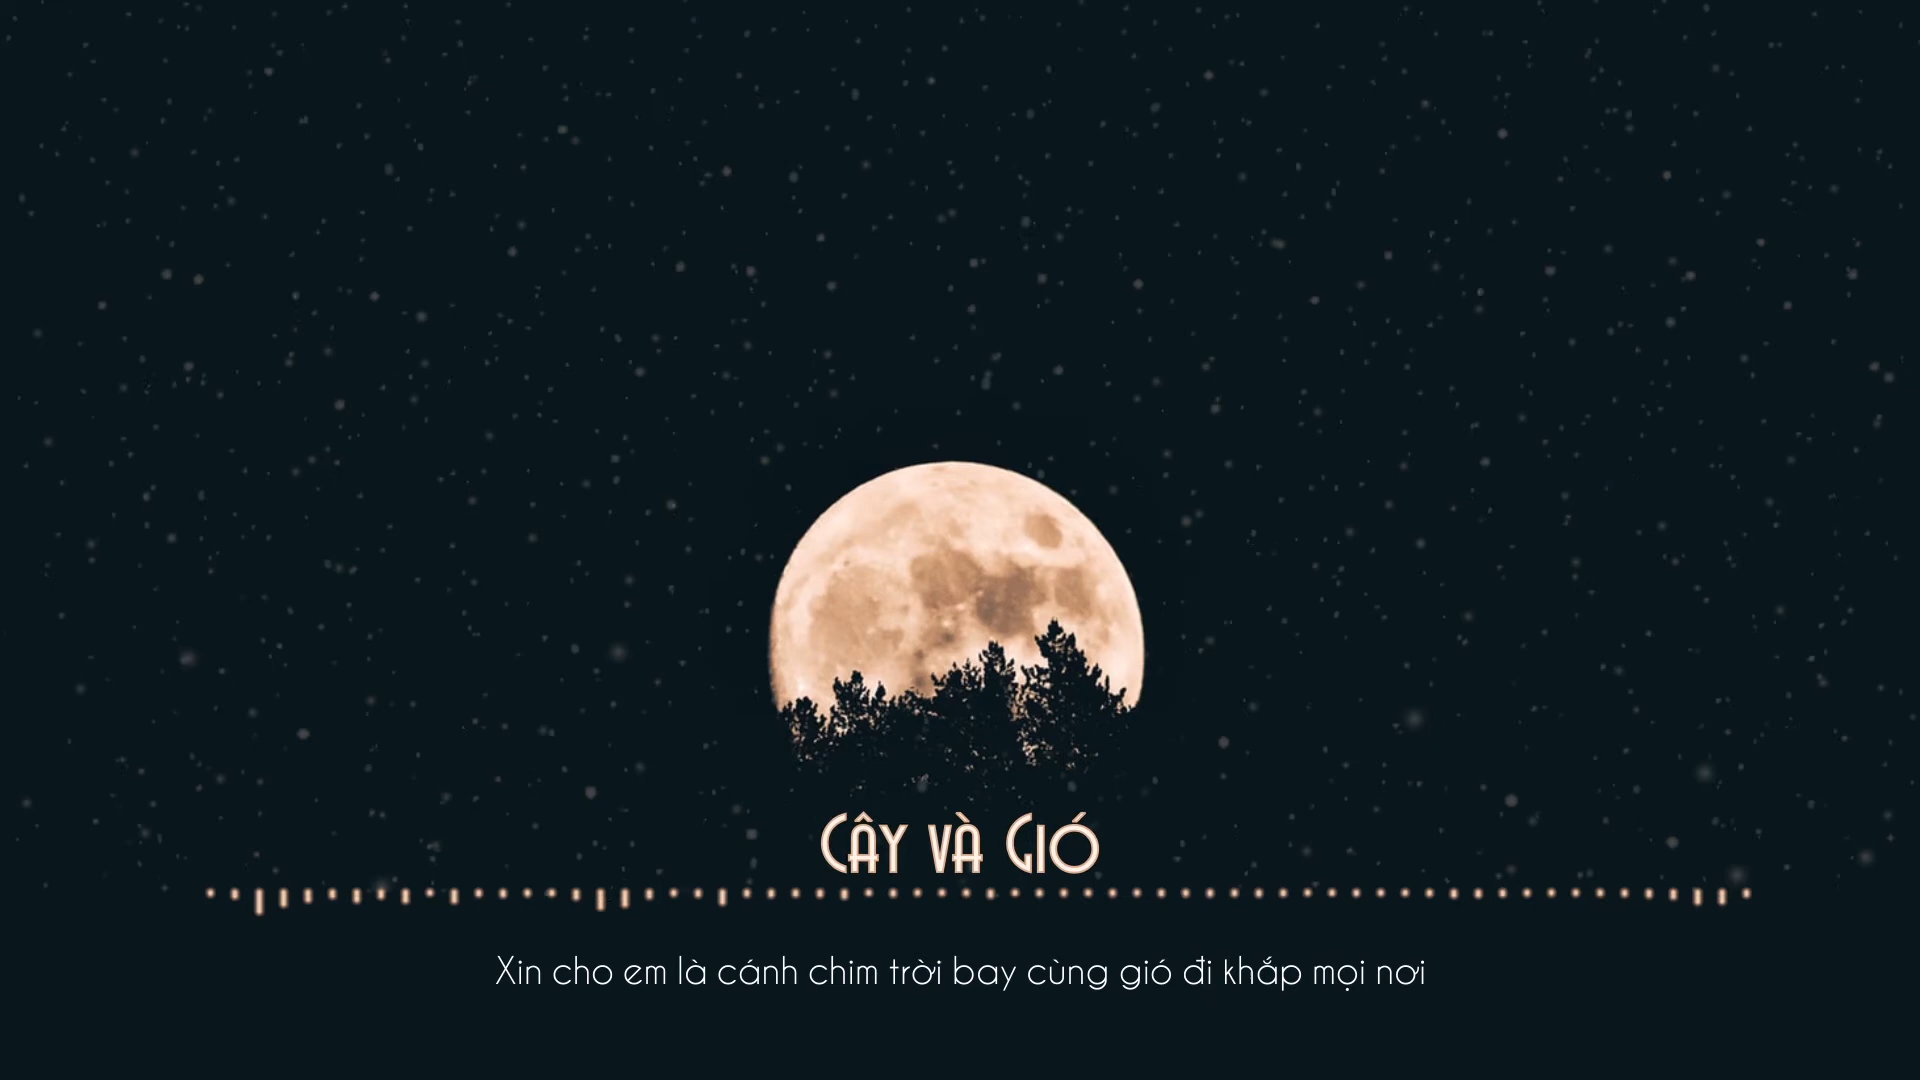 Cây và Gió
Xin cho em là cánh chim trời bay cùng gió đi khắp mọi nơi